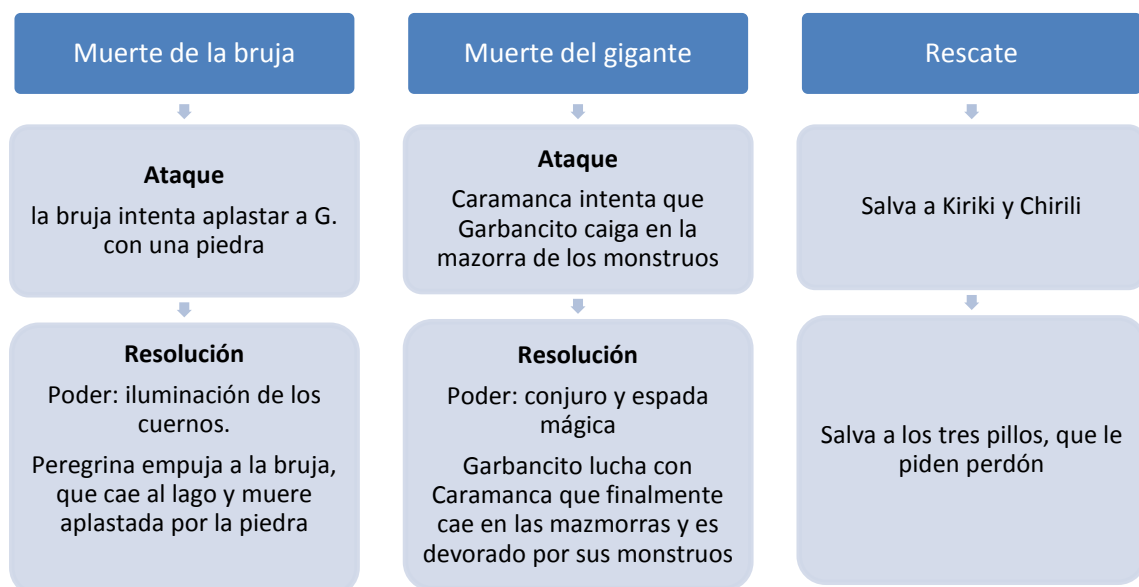 Muerte de la bruja
Ataque
la bruja intenta aplastar a G.
con una piedra
Resolución
Poder: iluminación de los
cuernos.
Peregrina empuja a la bruja,
que cae al lago y muere
aplastada por la piedra
Muerte del gigante
Ataque
Caramanca intenta que
Garbancito caiga en la
mazorra de los monstruos
Resolución
Poder: conjuro y espada
mágica
Garbancito lucha con
Caramanca que finalmente
cae en las mazmorras y es
devorado por sus monstruos
Rescate
Salva a Kiriki y Chirili
Salva a los tres pillos, que le
piden perdón